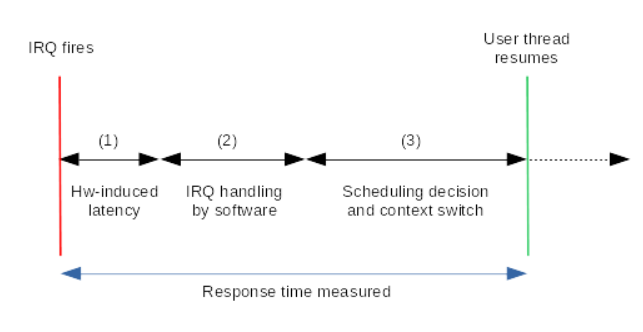 IRQ fires
User thread
resumes
(1)
(2)
(3)
Hw-induced
latency
IRQ handling
by software
Scheduling decision
and context switch
Response time measured